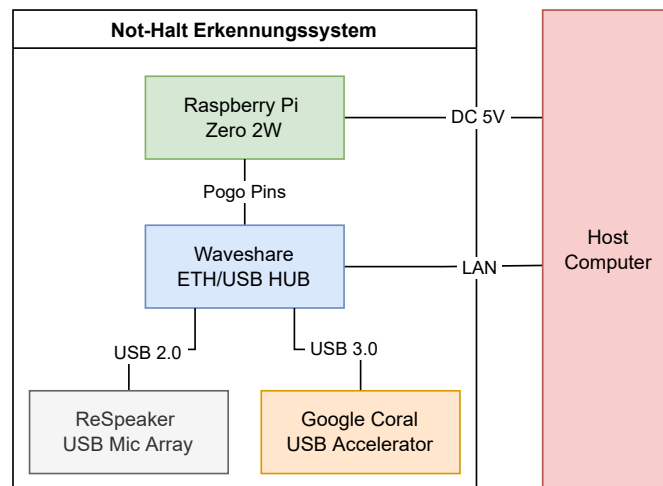 Not-Halt Erkennungssystem
Raspberry Pi
Zero 2W
DC 5V
Pogo Pins
Waveshare
ETH/USB HUB
LAN
Host
Computer
USB 2.0
USB 3.0
ReSpeaker
USB Mic Array
Google Coral
USB Accelerator